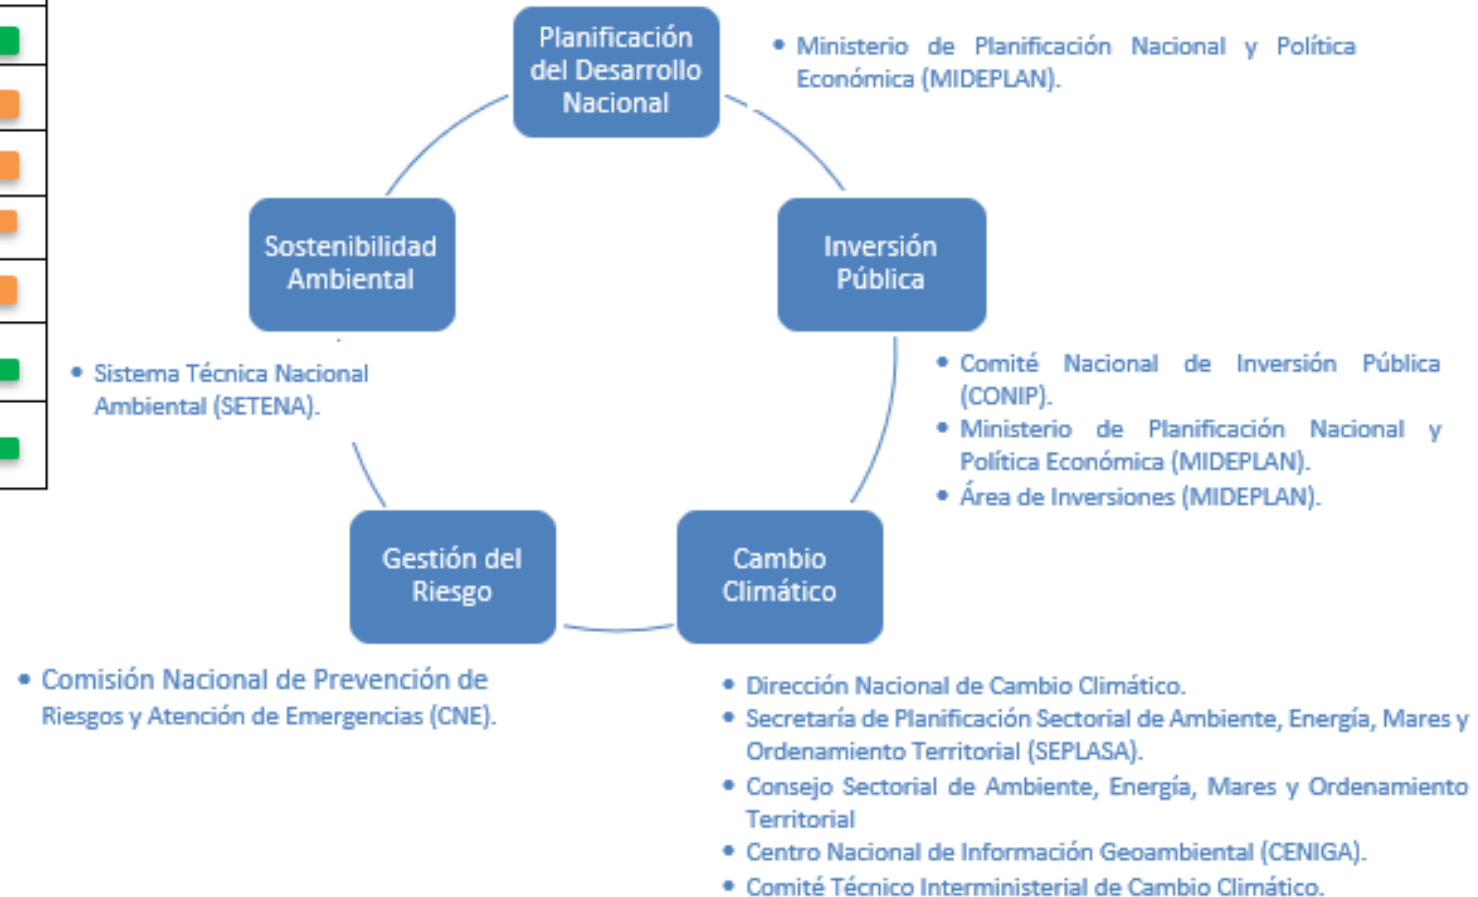 Planificación
del Desarrollo
Nacional
• Ministerio de Planificación Nacional y Política
Económica (MIDEPLAN).
Sostenibilidad
Ambiental
Inversión
Pública
• Sistema Técnica Nacional
Ambiental (SETENA).
• Comité Nacional de Inversión Pública
(CONIP).
• Ministerio de Planificación Nacional y
Política Económica (MIDEPLAN).
• Área de Inversiones (MIDEPLAN).
Gestión del
Riesgo
Cambio
Climático
• Comisión Nacional de Prevención de
Riesgos y Atención de Emergencias (CNE).
• Dirección Nacional de Cambio Climático.
• Secretaría de Planificación Sectorial de Ambiente, Energía, Mares y
Ordenamiento Territorial (SEPLASA).
• Consejo Sectorial de Ambiente, Energía, Mares y Ordenamiento
Territorial
• Centro Nacional de Información Geoambiental (CENIGA).
• Comité Técnico Interministerial de Cambio Climático.